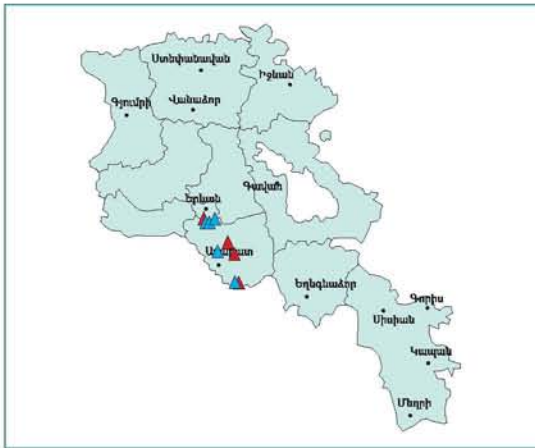 Ստեփանավան
Իջևան
Գյումրի
Վանաձոր
Գավառ
Երևան
Եղեգնաձոր
Գորիս
Սիսիան
Կապան
Մեղրի